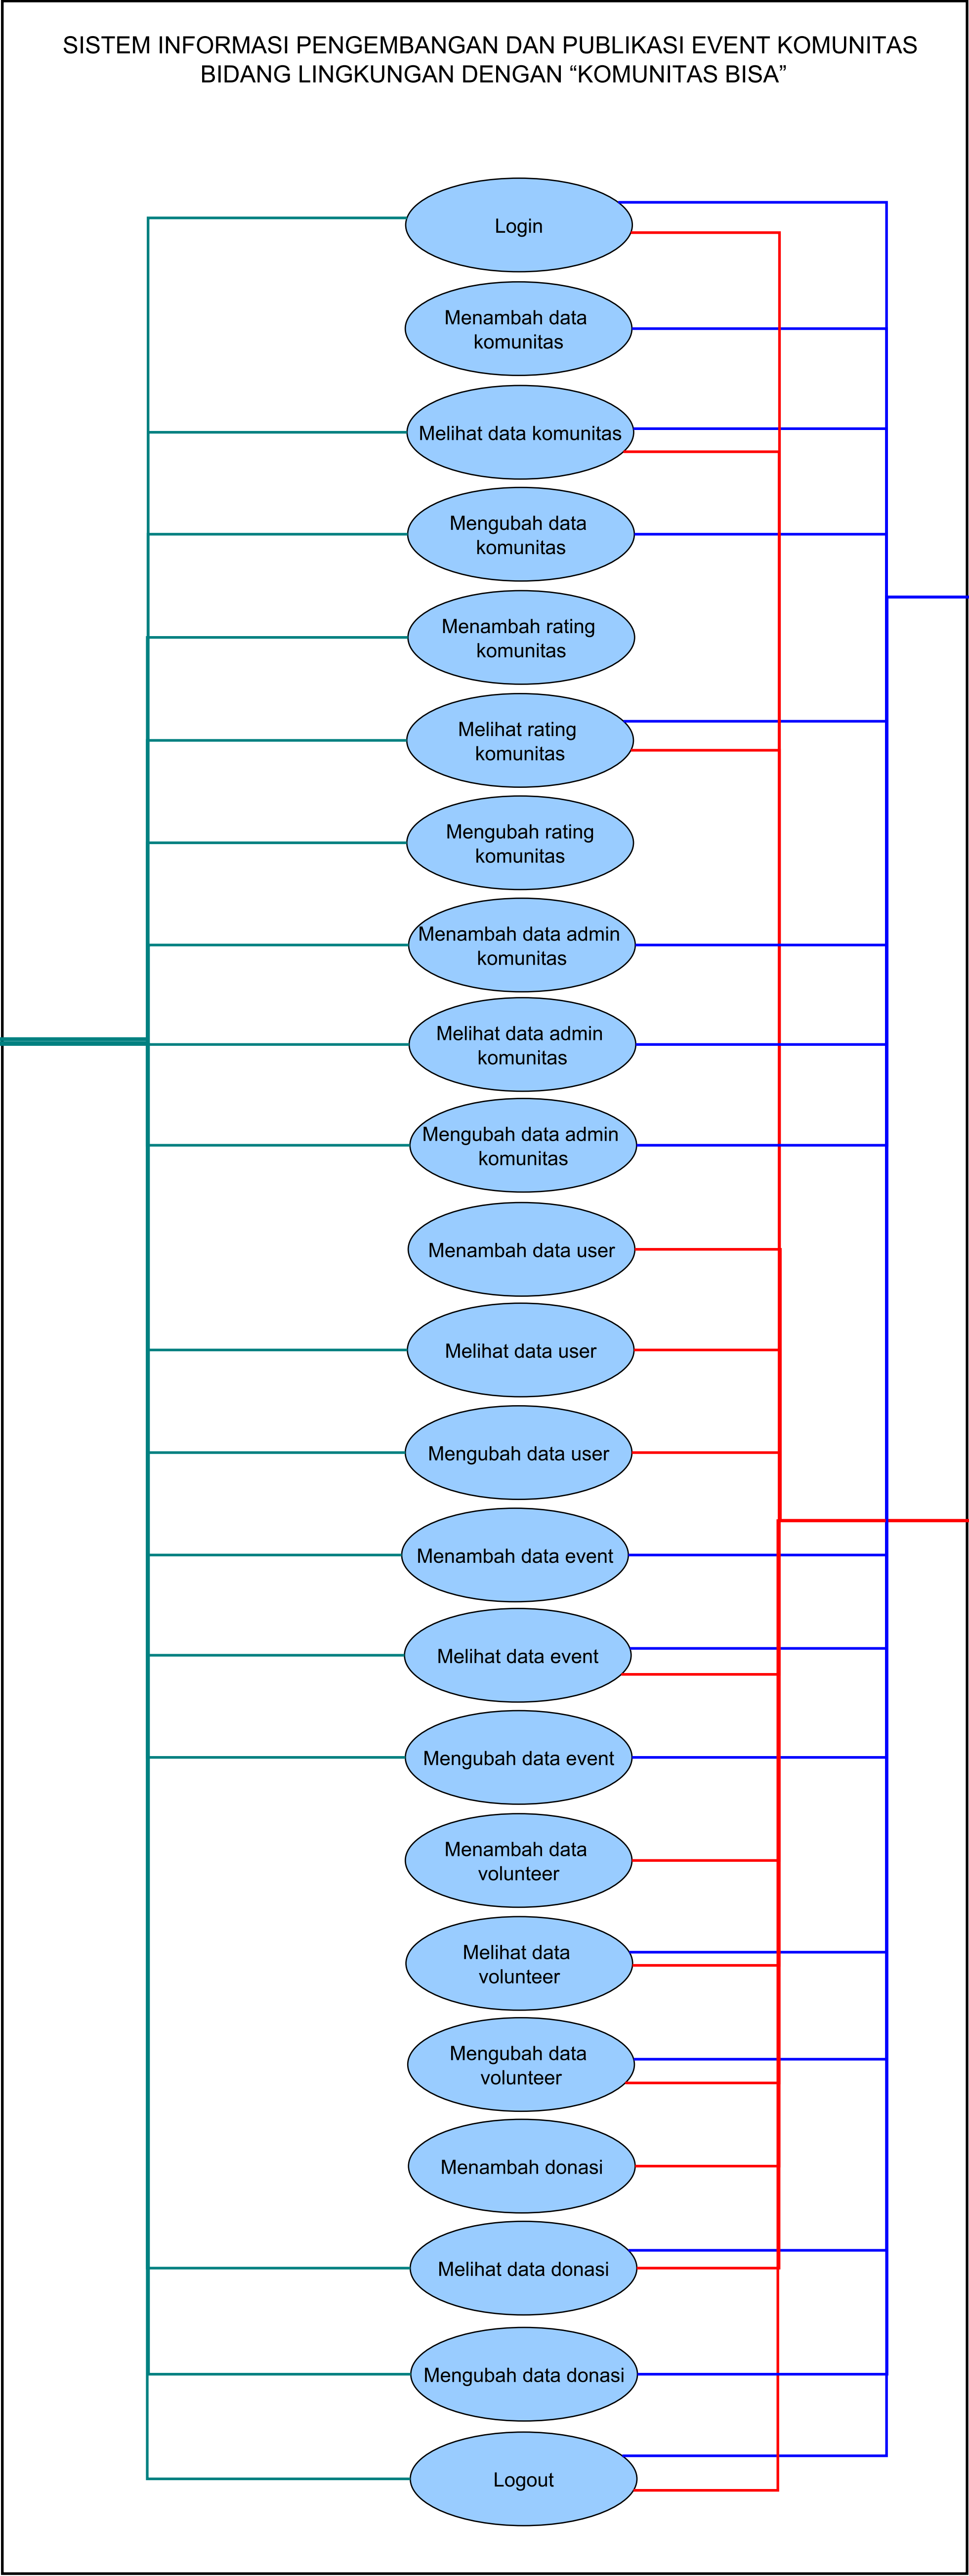 SISTEM INFORMASI PENGEMBANGAN DAN PUBLIKASI EVENT KOMUNITAS
BIDANG LINGKUNGAN DENGAN “KOMUNITAS BISA”
Login
Menambah data
komunitas
Melihat data komunitas
Mengubah data
komunitas
Menambah rating
komunitas
Melihat rating
komunitas
Mengubah rating
komunitas
Menambah data admin
komunitas
Melihat data admin
komunitas
Mengubah data admin
komunitas
Menambah data user
Melihat data user
Mengubah data user
Menambah data event
Melihat data event
Mengubah data event
Menambah data
volunteer
Melihat data
volunteer
Mengubah data
volunteer
Menambah donasi
Melihat data donasi
Mengubah data donasi
Logout